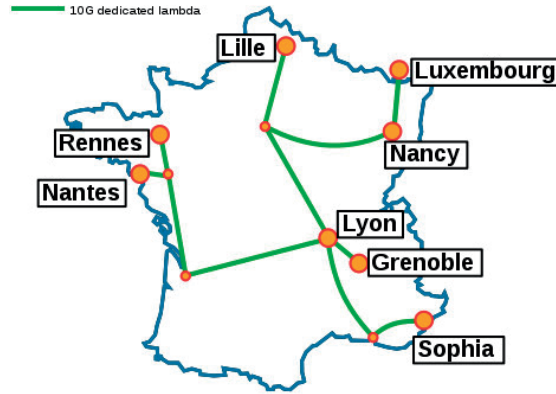 10G dedicated lambda
Lille
Luxembourg
Rennes
Nancy
Nantes
Lyon
Grenoble
Sophia